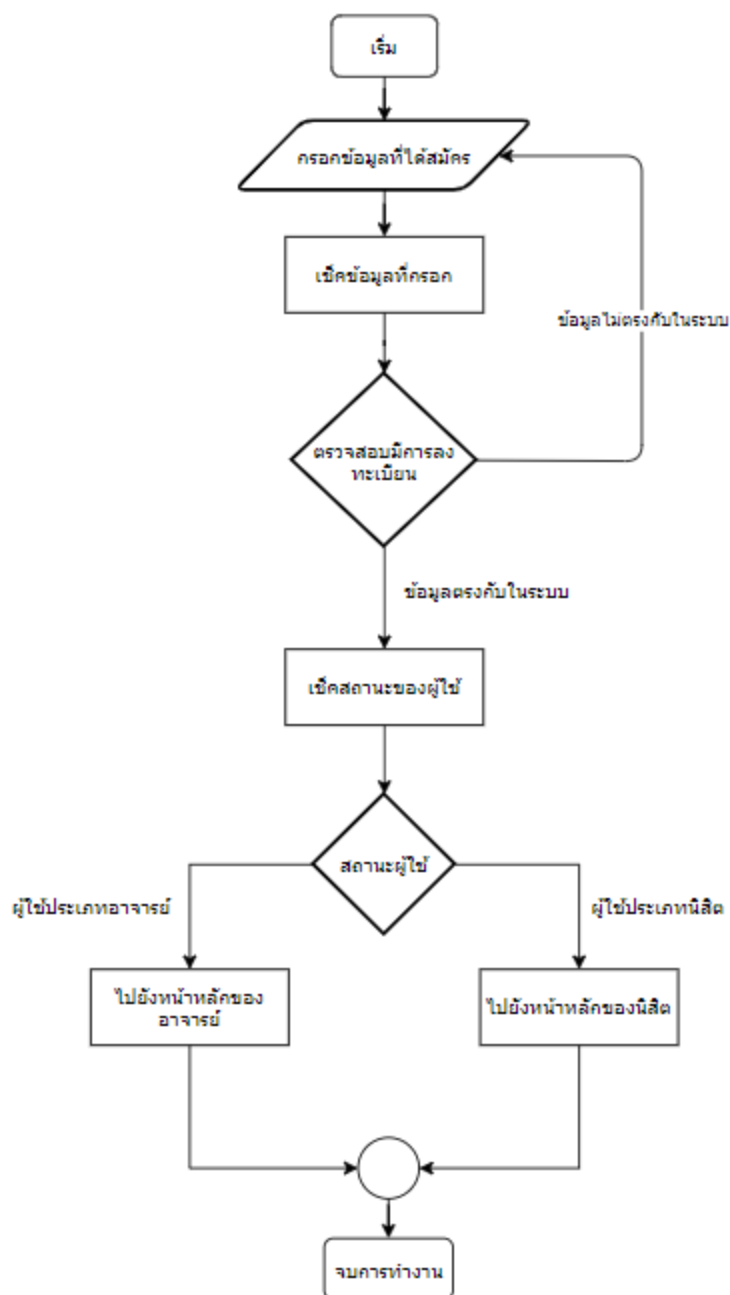 เริ่ม
กรอกข้อมูลที่ได้สมัคร
เช็คข้อมูลที่กรอก
ข้อมูลไม่ตรงกับในระบบ
ตรวจสอบมีการลง
ทะเบียน
ข้อมูลตรงกับในระบบ
เช็คสถานะของผู้ใช้
สถานะผู้ใช้
ผู้ใช้ประเภทอาจารย์
ผู้ใช้ประเภทนิสิต
ไปยังหน้าหลักของ
อาจารย์
ไปยังหน้าหลักของนิสิต
จบการทำงาน